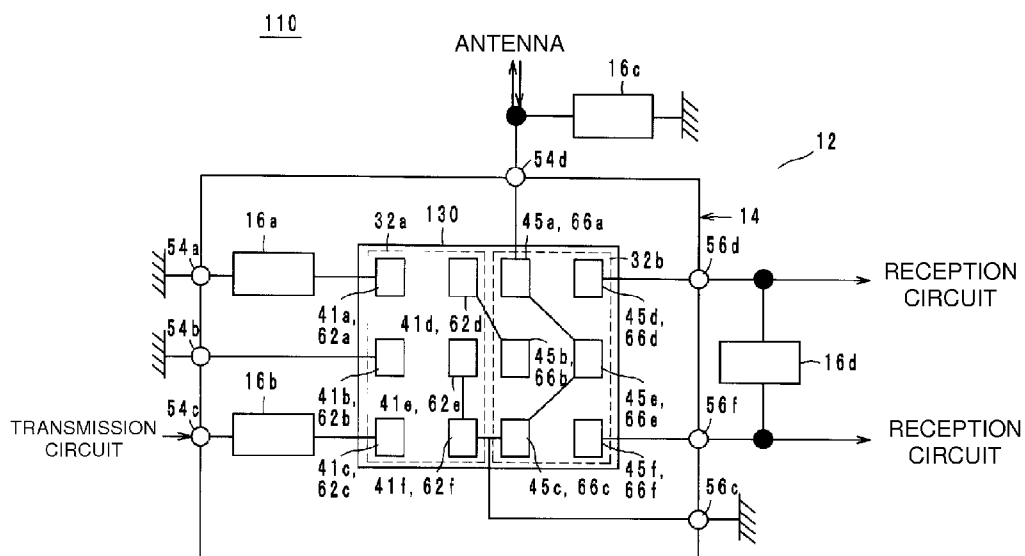 110
ANTENNA
16c
12
54d
14
16a
32a
130
45a, 66a
54a
56d
32b
RECEPTION
CIRCUIT
41a,
62a
41d, 62d
45d,
66d
54b
45b,
66b
16d
16b
41b,
62b
41e, 62e
45e,
66e
54c
56f
TRANSMISSION
CIRCUIT
RECEPTION
CIRCUIT
41c,
62c
41f, 62f
45c, 66c
45f,
66f
56c